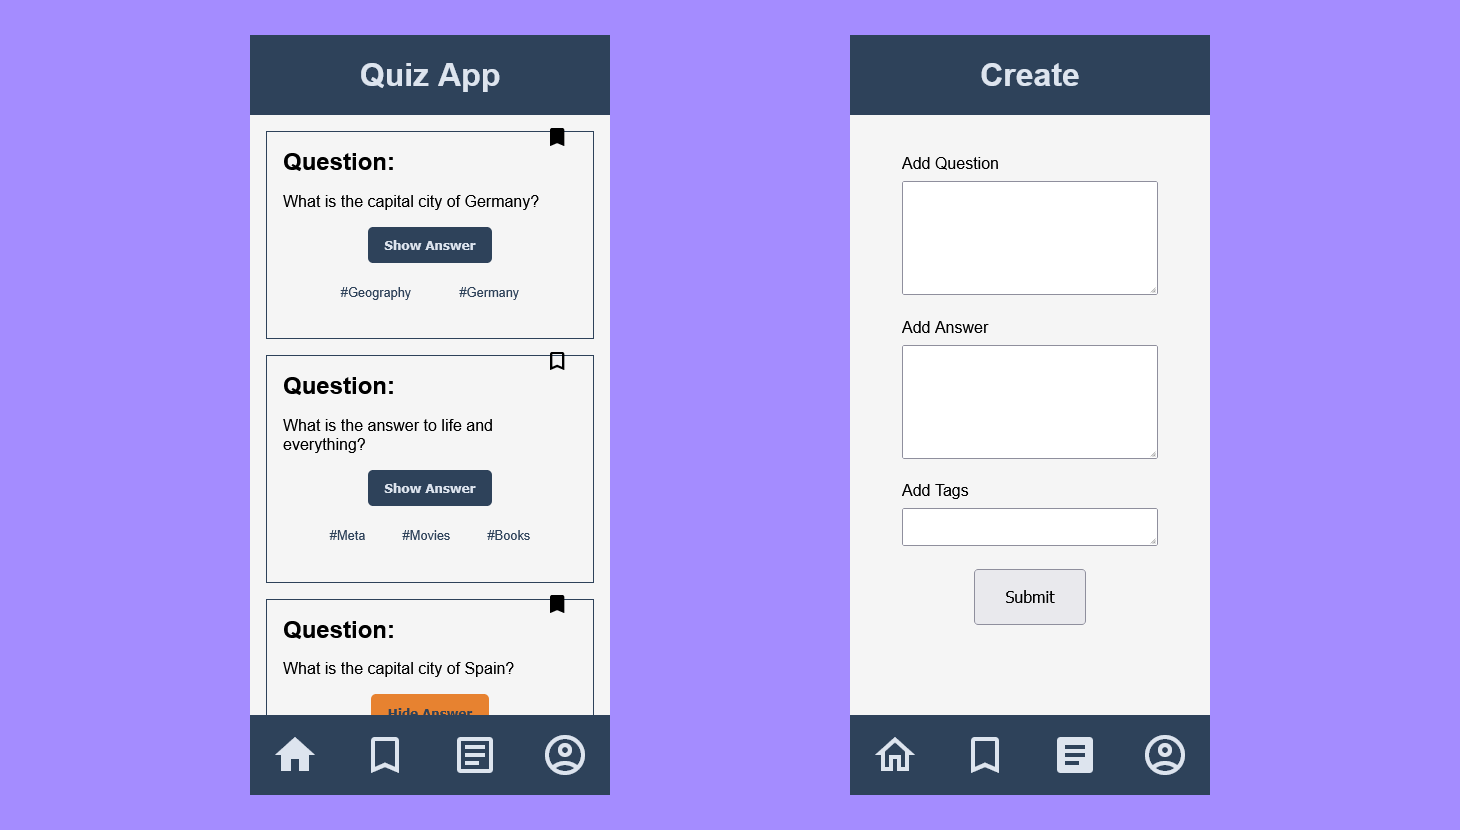 Quiz App
Question:
What is the capital city of Germany?
Show Answer
#Geography #Germany
Question:
What is the answer to life and
everything?
Show Answer
#Meta #Movies #Books
Question:
What is the capital city of Spain?
Hide Answer
Create
Add Question
Add Answer
Add Tags
Submit